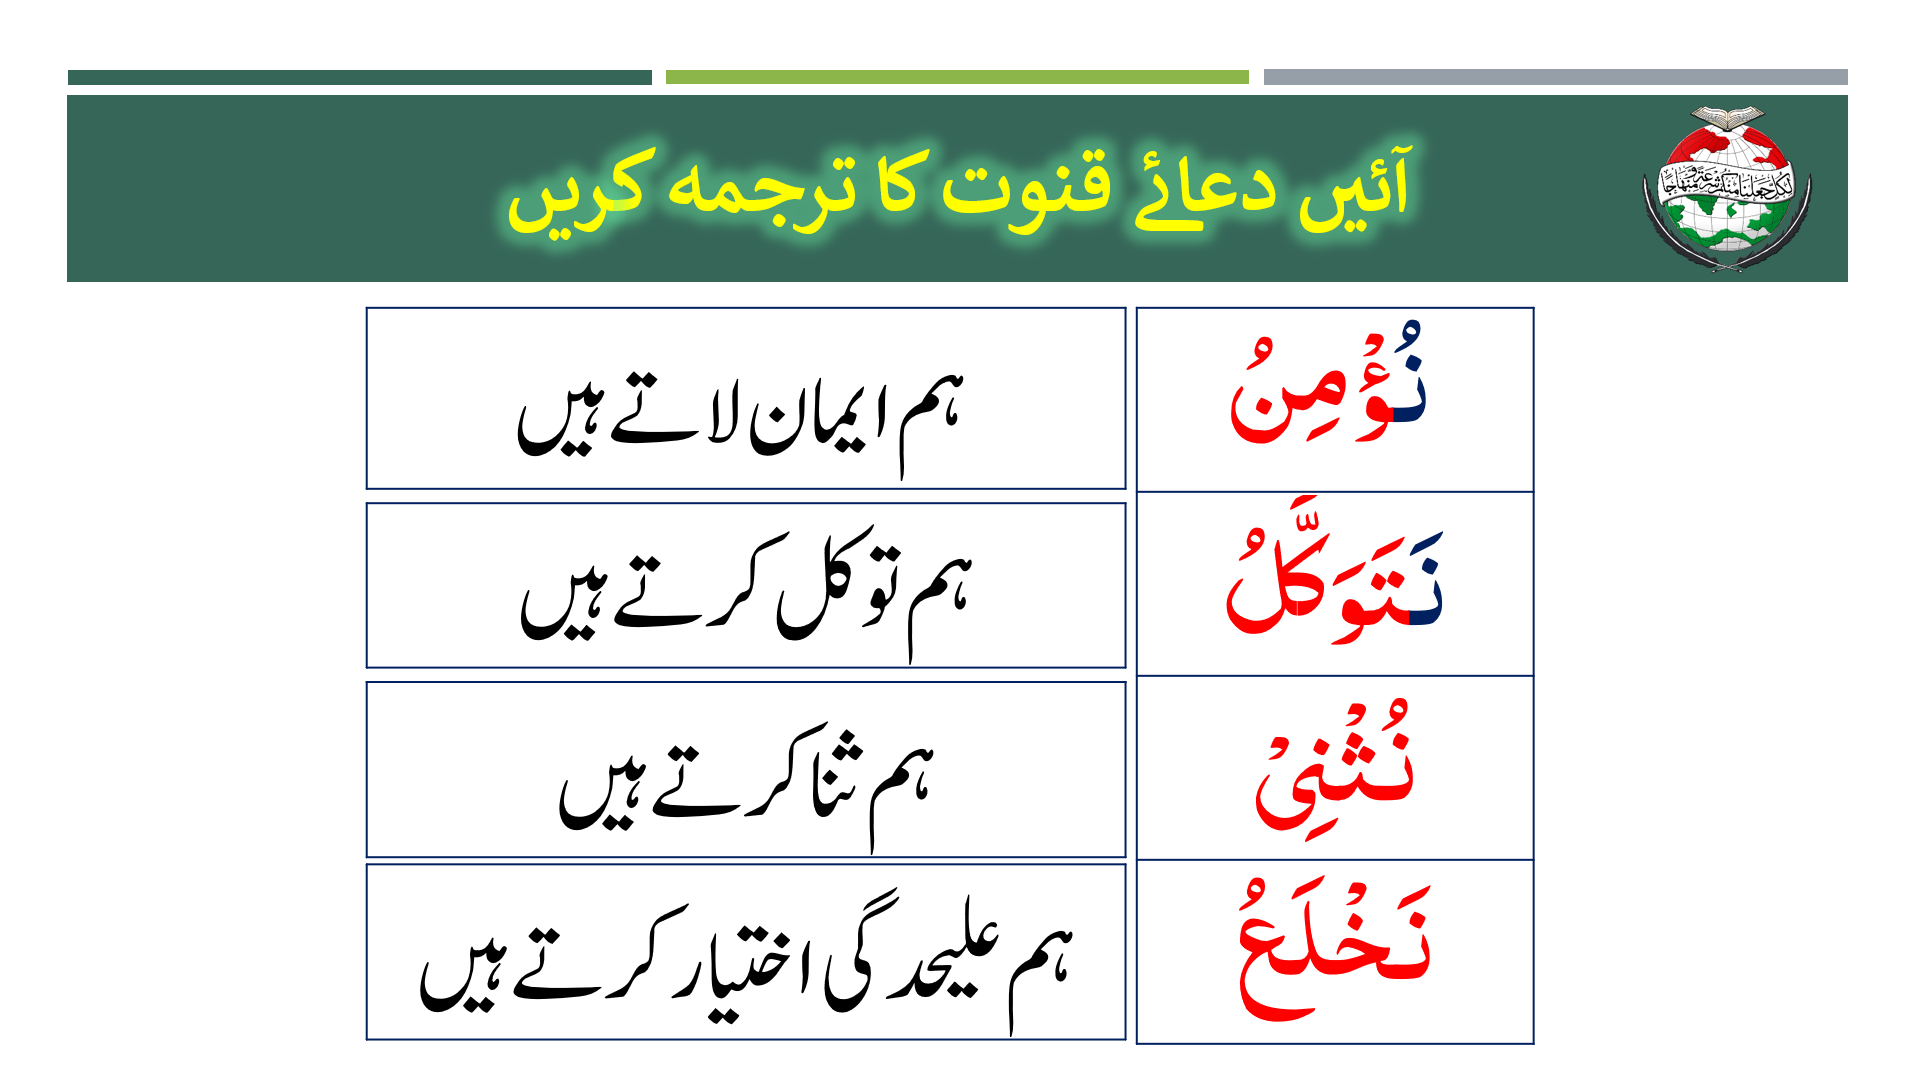 آئیں دعائے قنوت کا ترجمہ کریں
لِكُلٍّ جَعَلْنَا مِنْكُمْ شِرْعَةً وَّ مِنْهَاجًا
نُؤْمِنُ
ہم ایمان لاتے ہیں
نَتَوَكَّلُ
ہم توکل کرتے ہیں
نُثْنِیْ
ہم ثنا کرتے ہیں
نَخْلَعُ
ہم علیحدگی اختیار کرتے ہیں